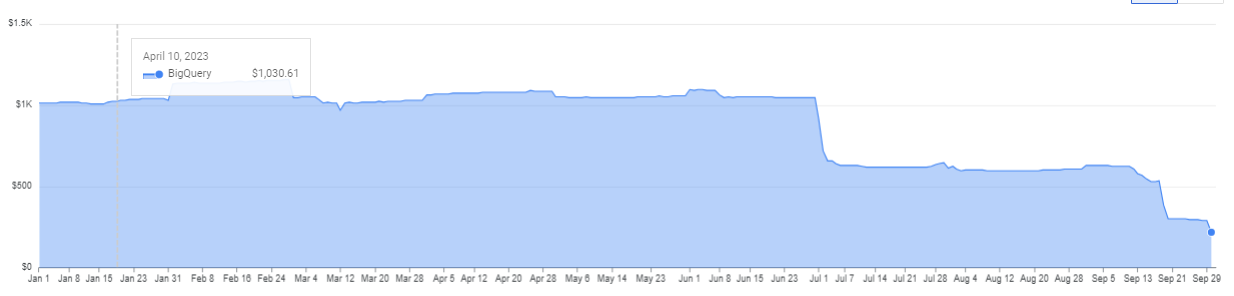 $1.5K
April 10, 2023
BigQuery $1,030.61
$1K
$500
$0
Jan 1 Jan 8 Jan 15 Jan 23 Jan 31 Feb 8 Feb 16 Feb 24 Mar 4 Mar 12 Mar 20 Mar 28 Apr 5 Apr 12 Apr 20 Apr 28 May 6 May 14 May 23 Jun 1 Jun 8 Jun 15 Jun 23 Jul 1 Jul 7 Jul 14 Jul 21 Jul 28 Aug 4 Aug 12 Aug 20 Aug 28 Sep 5 Sep 13 Sep 21 Sep 29